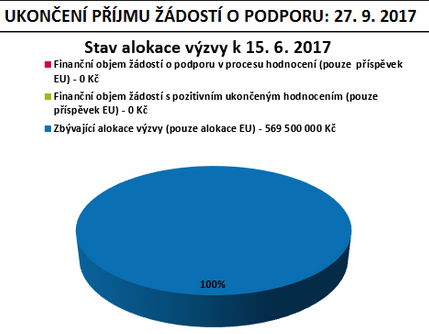 UKONČENÍ PŘÍJMU ŽÁDOSTÍ O PODPORU: 27. 9. 2017
Stav alokace výzvy k 15. 6. 2017
Finanční objem žádostí o podporu v procesu hodnocení (pouze příspěvek
EU) - 0 Kč
Finanční objem žádostí s pozitivním ukončeným hodnocením (pouze
příspěvek EU) - 0 Kč
Zbývající alokace výzvy (pouze alokace EU) - 569 500 000 Kč
100%